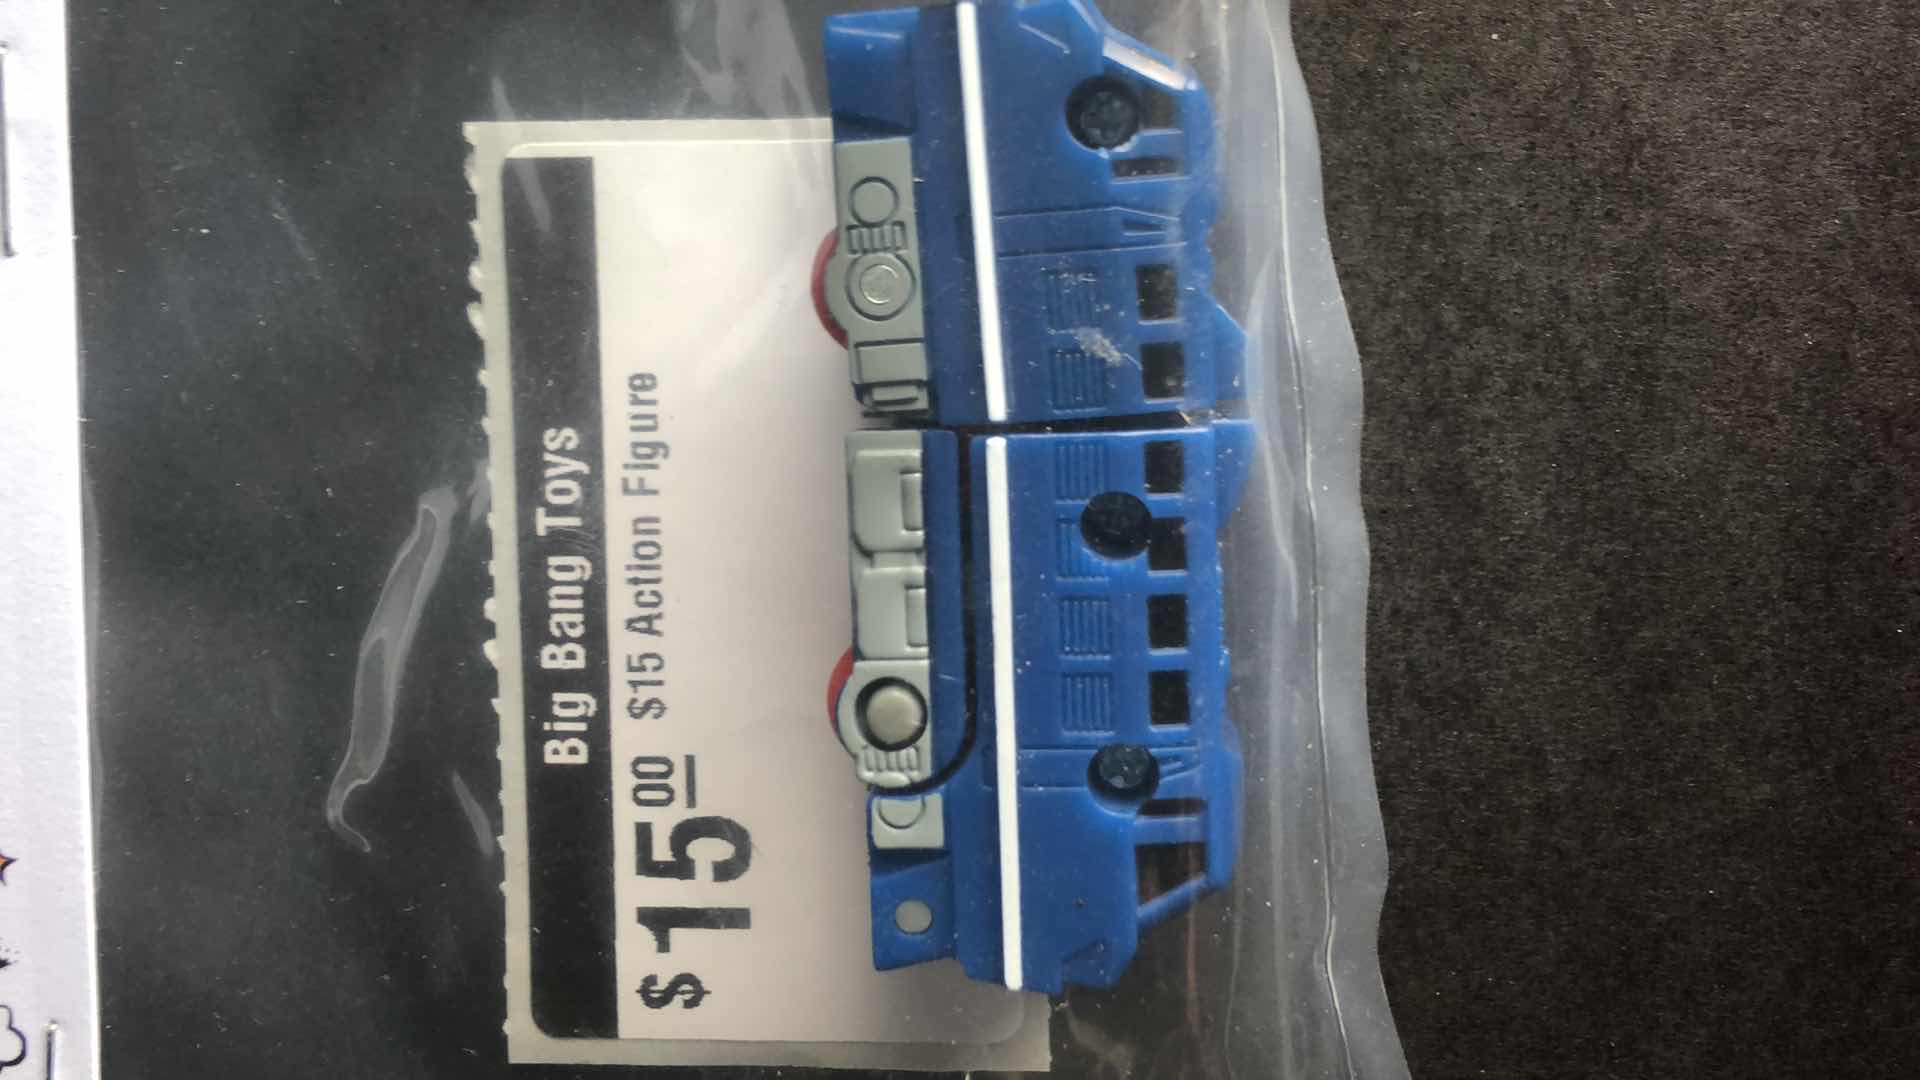 Big Bang Toys
$15.00 $15 Action Figure